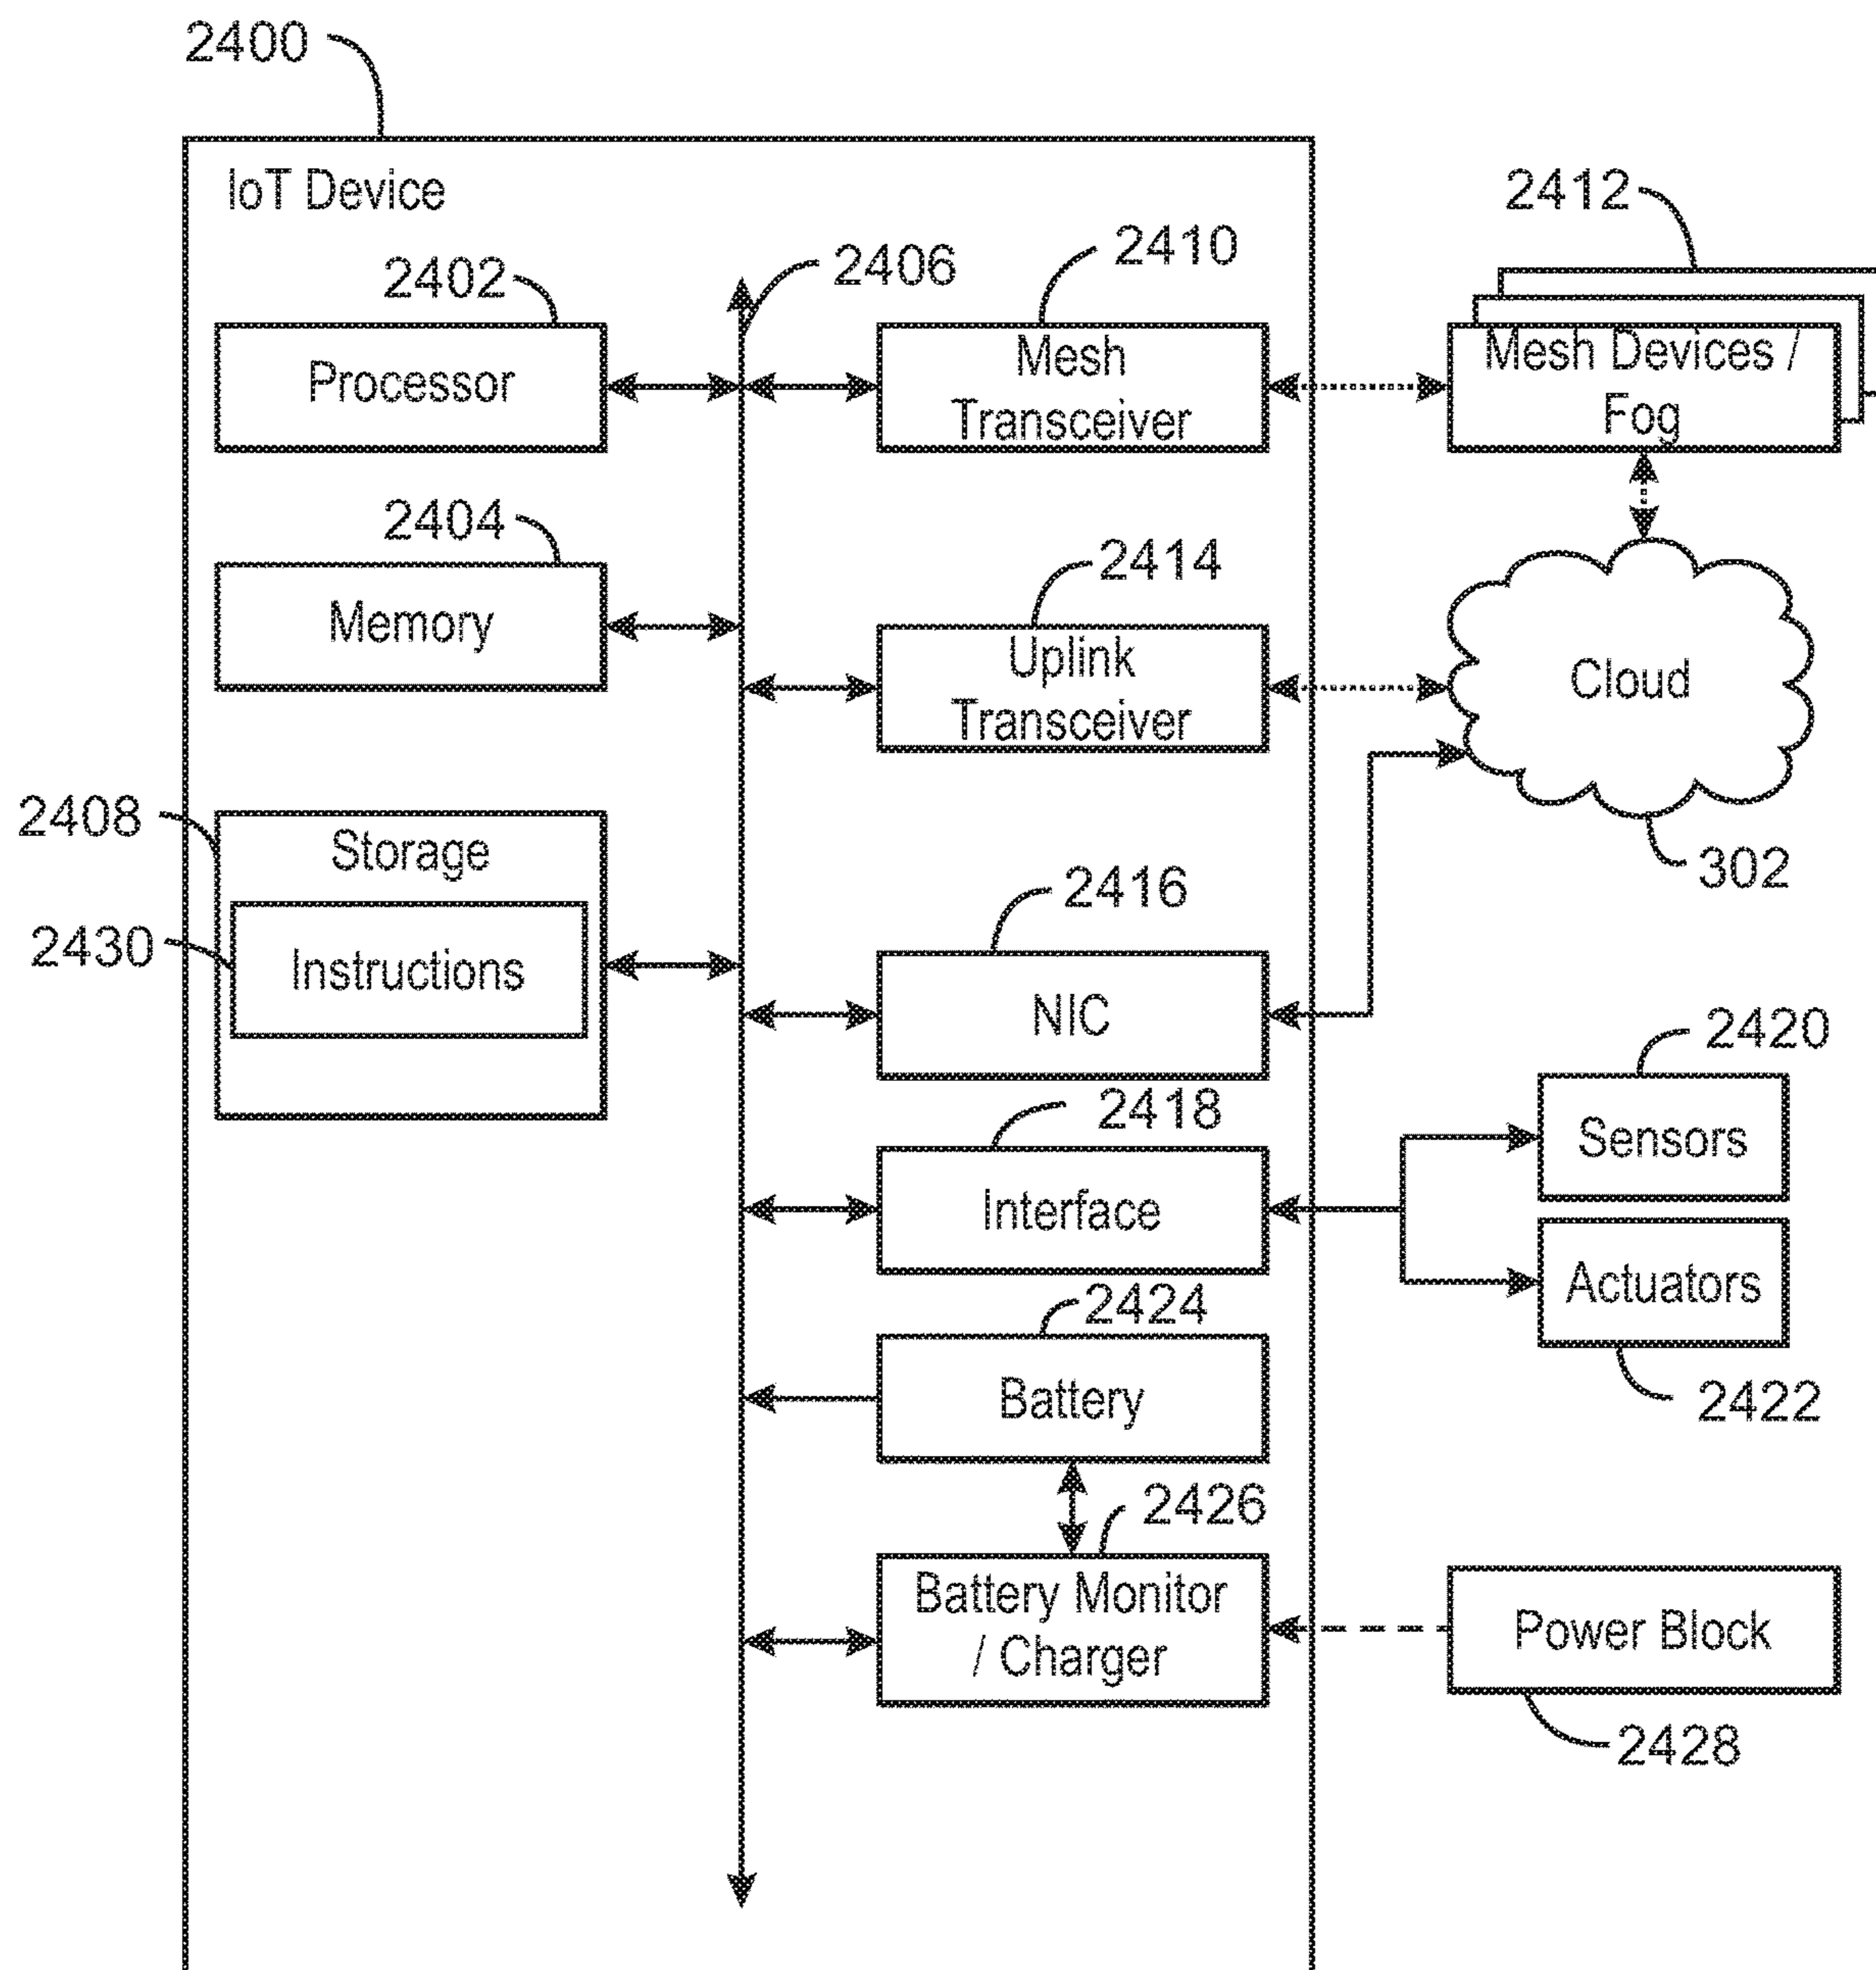 2400
IoT Device
2412
2402
2406
2410
Processor
Mesh
Transceiver
Mesh Devices /
Fog
2404
2414
Memory
Uplink
Transceiver
Cloud
2408
Storage
302
2416
2430
Instructions
NIC
2420
2418
Sensors
Interface
2424
Actuators
Battery
2422
2426
Battery Monitor
/ Charger
Power Block
2428